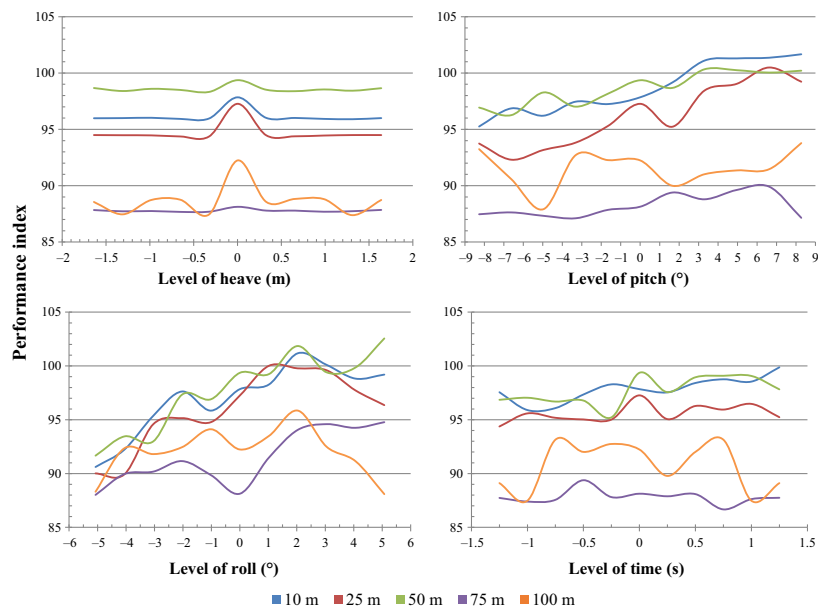 Performance index
105
100
95
90
85
−2 −1.5 −1 −0.5 0 0.5 1 1.5 2
Level of heave (m)
105
100
95
90
85
−9 −8 −7 −6 −5 −4 −3 −2 −1 0 1 2 3 4 5 6 7 8 9
Level of pitch (°)
105
100
95
90
85
−6 −5 −4 −3 −2 −1 0 1 2 3 4 5 6
Level of roll (°)
105
100
95
90
85
−1.5 −1 −0.5 0 0.5 1 1.5
Level of time (s)
10 m 25 m 50 m 75 m 100 m